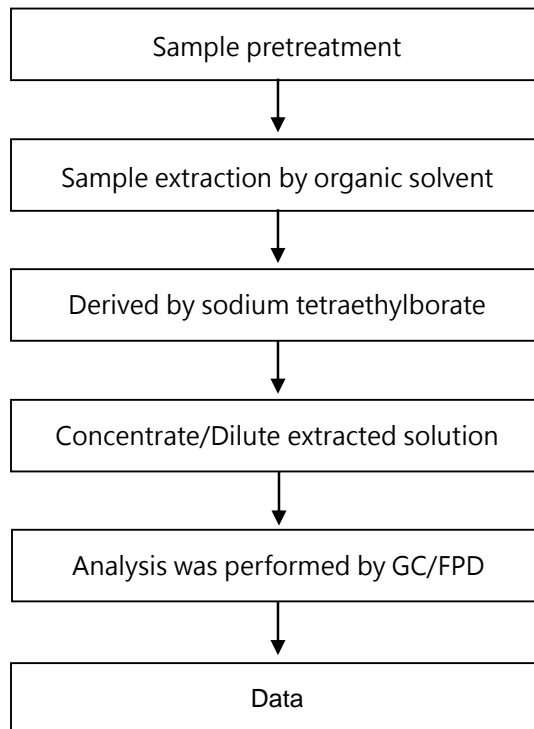 Sample pretreatment
Sample extraction by organic solvent
Derived by sodium tetraethylborate
Concentrate/Dilute extracted solution
Analysis was performed by GC/FPD
Data